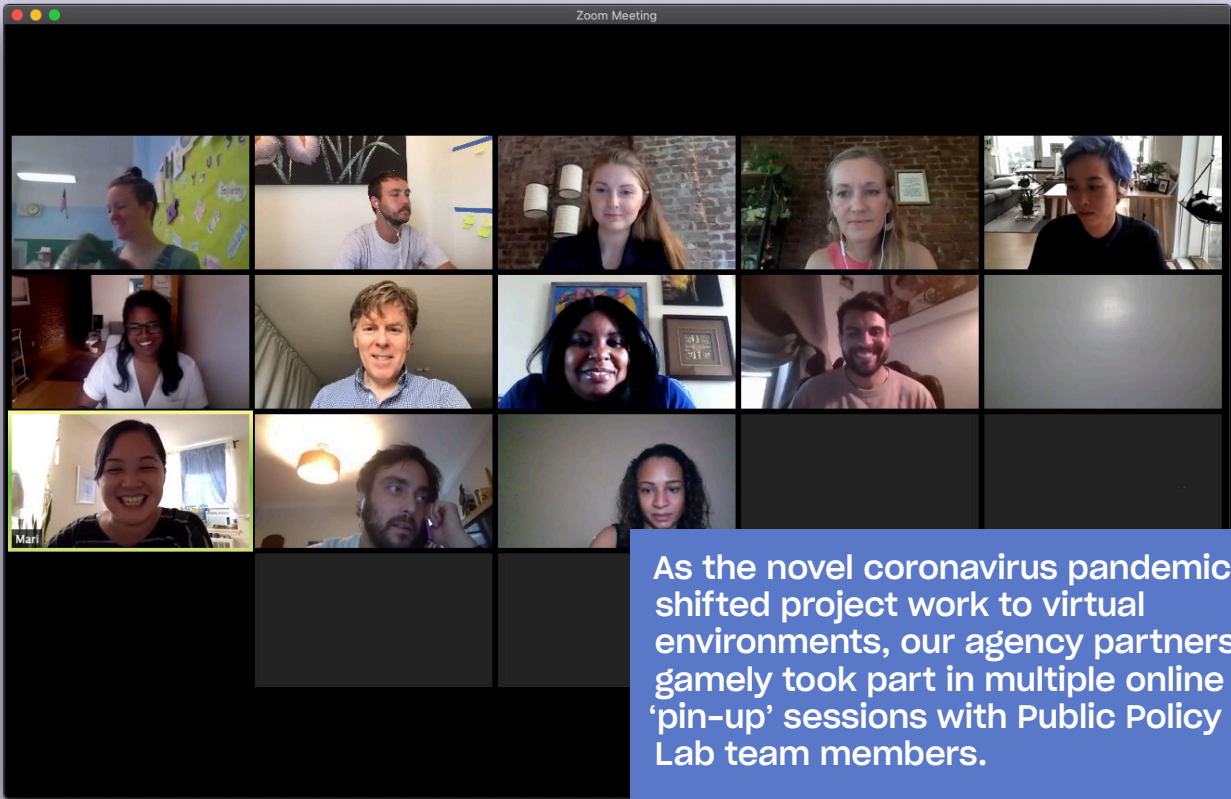 Zoom Meeting
Mari
As the novel coronavirus pandemic
shifted project work to virtual
environments, our agency partners
gamely took part in multiple online
‘pin-up’ sessions with Public Policy
Lab team members.